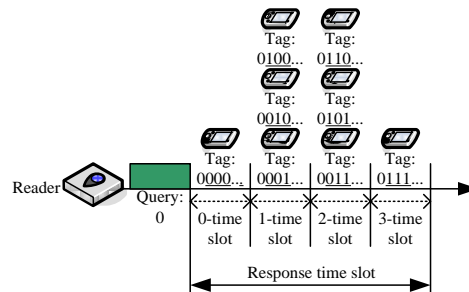 Tag:
0100...
Tag:
0110...
Tag:
0010...
Tag:
0101...
Tag:
0000...
Tag:
0001...
Tag:
0011...
Tag:
0111...
Reader
Query:
0
0-time
slot
1-time
slot
2-time
slot
3-time
slot
Response time slot